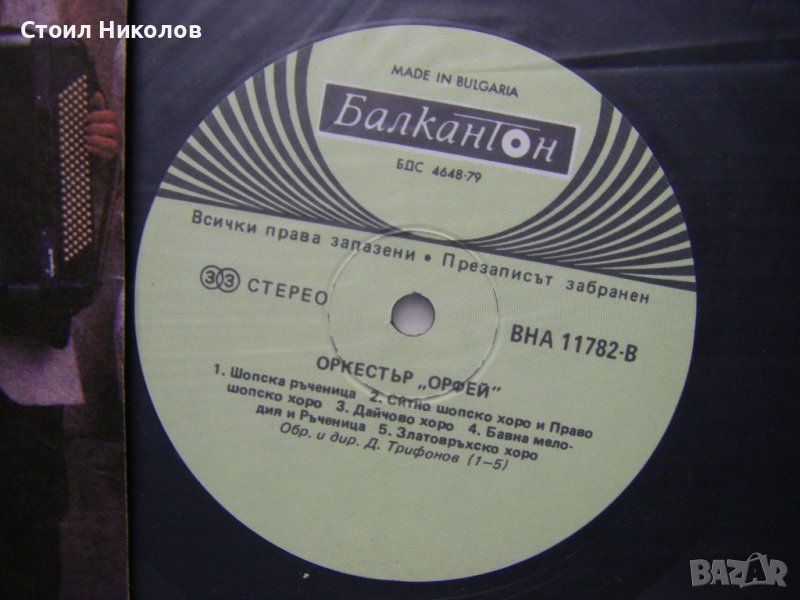 Стоил Николов
MADE IN BULGARIA
Балкантон
БДС 4648-79
Всички права запазени • Презаписът забранен
33 СТЕРЕО
ВНА 11782-В
ОРКЕСТЪР „ОРФЕЙ"
1. Шопска ръченица 2. Ситно шопско хоро и Право
шопско хоро 3. Дайчово хоро 4. Бавна мело-
дия и Ръченица 5. Златовръхско хоро
Обр. и дир. Д. Трифонов (1—5)
BAZAR